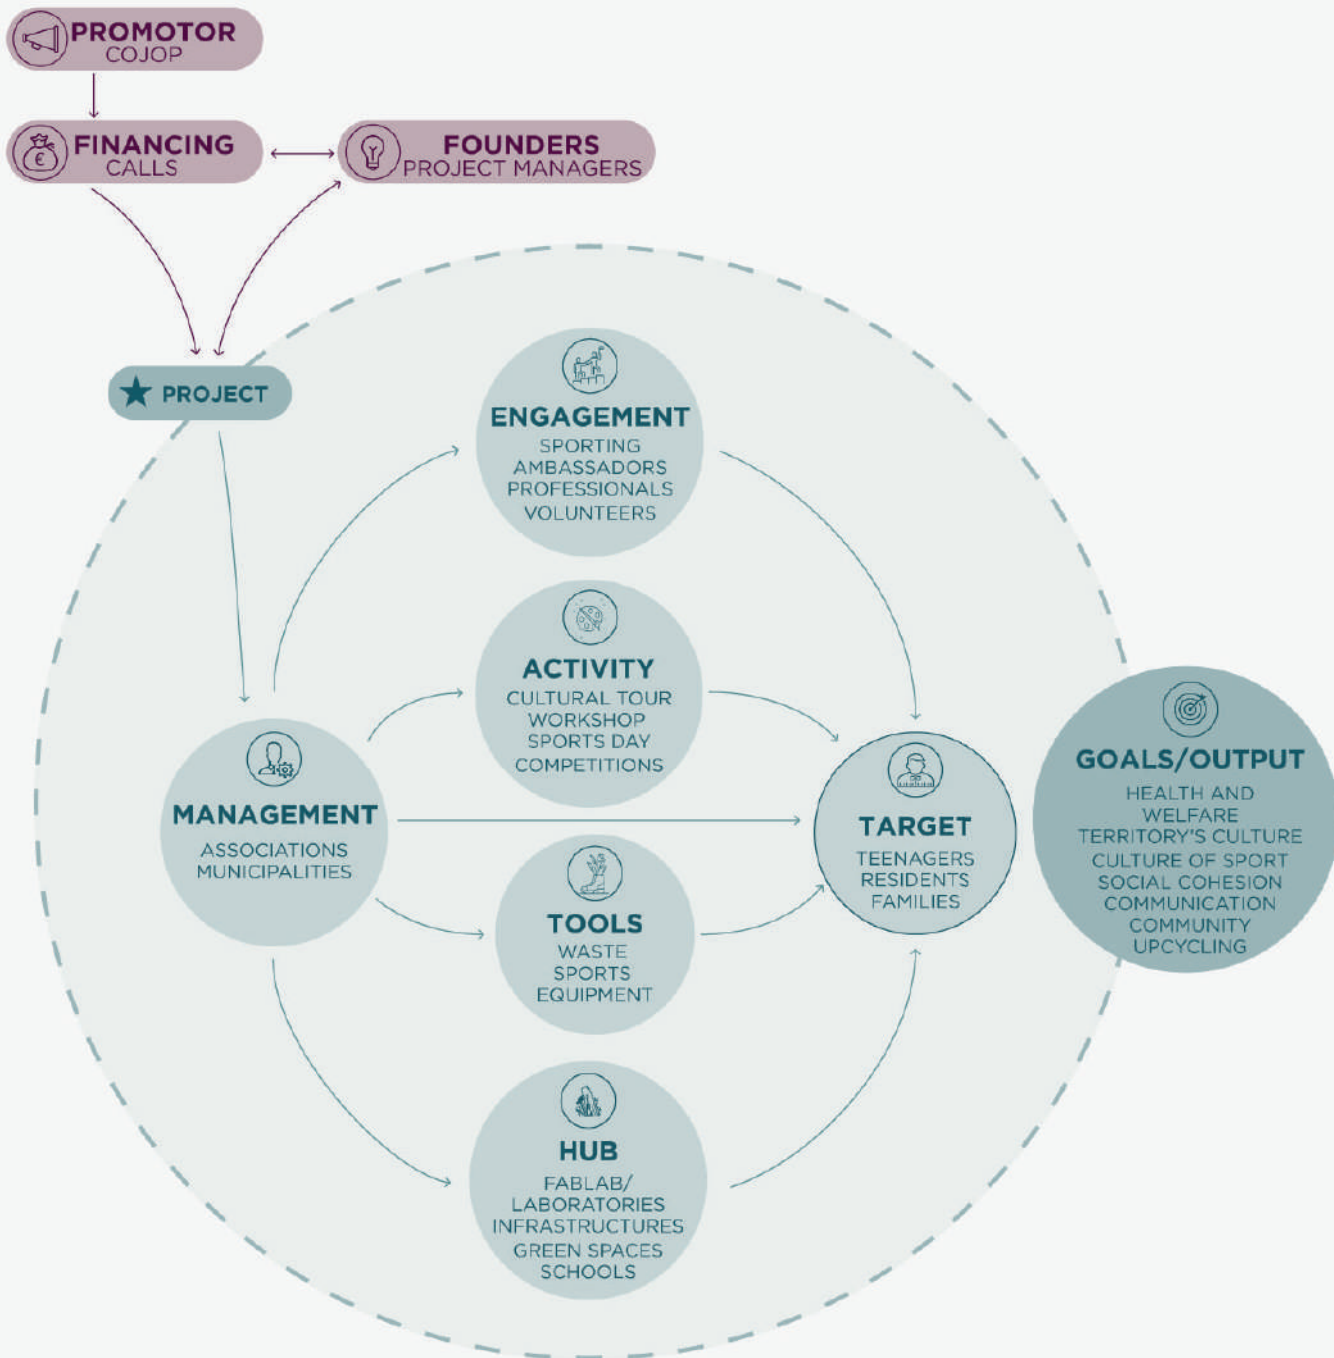 PROMOTOR
COJOP
€
FINANCING
CALLS
FOUNDERS
PROJECT MANAGERS
PROJECT
ENGAGEMENT
SPORTING
AMBASSADORS
PROFESSIONALS
VOLUNTEERS
ACTIVITY
CULTURAL TOUR
WORKSHOP
SPORTS DAY
COMPETITIONS
MANAGEMENT
ASSOCIATIONS
MUNICIPALITIES
TOOLS
WASTE
SPORTS
EQUIPMENT
HUB
FABLAB/
LABORATORIES
INFRASTRUCTURES
GREEN SPACES
SCHOOLS
TARGET
TEENAGERS
RESIDENTS
FAMILIES
GOALS/OUTPUT
HEALTH AND
WELFARE
TERRITORY'S CULTURE
CULTURE OF SPORT
SOCIAL COHESION
COMMUNICATION
COMMUNITY
UPCYCLING